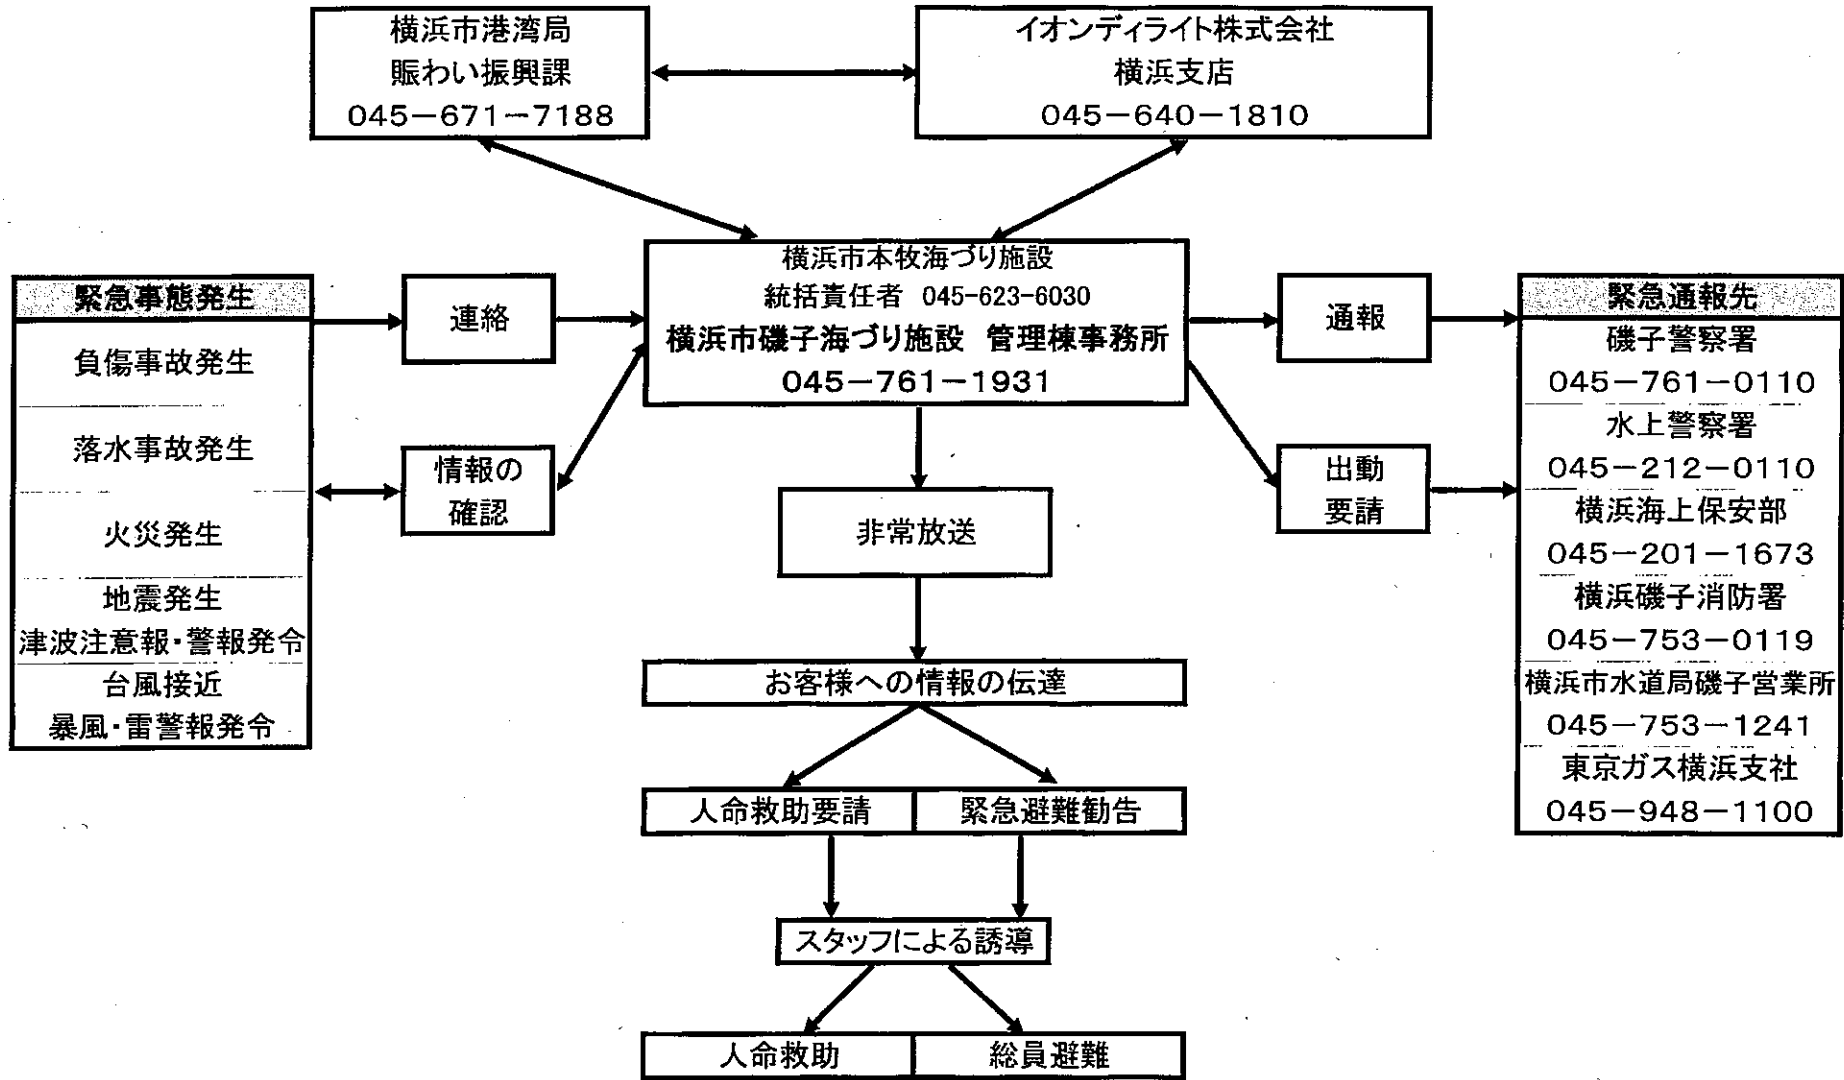 横浜市港湾局
賑わい振興課
045−671−7188
イオンディライト株式会社
横浜支店
045−640−1810
緊急事態発生
負傷事故発生
落水事故発生
火災発生
地震発生
津波注意報・警報発令
台風接近
暴風・雷警報発令
連絡
情報の
確認
横浜市本牧海づり施設
統括責任者 045-623-6030
横浜市磯子海づり施設 管理棟事務所
045−761−1931
通報
出動
要請
緊急通報先
磯子警察署
045−761−0110
水上警察署
045−212−0110
横浜海上保安部
045−201−1673
横浜磯子消防署
045−753−0119
横浜市水道局磯子営業所
045−753−1241
東京ガス横浜支社
045−948−1100
非常放送
お客様への情報の伝達
人命救助要請
緊急避難勧告
スタッフによる誘導
人命救助
総員避難